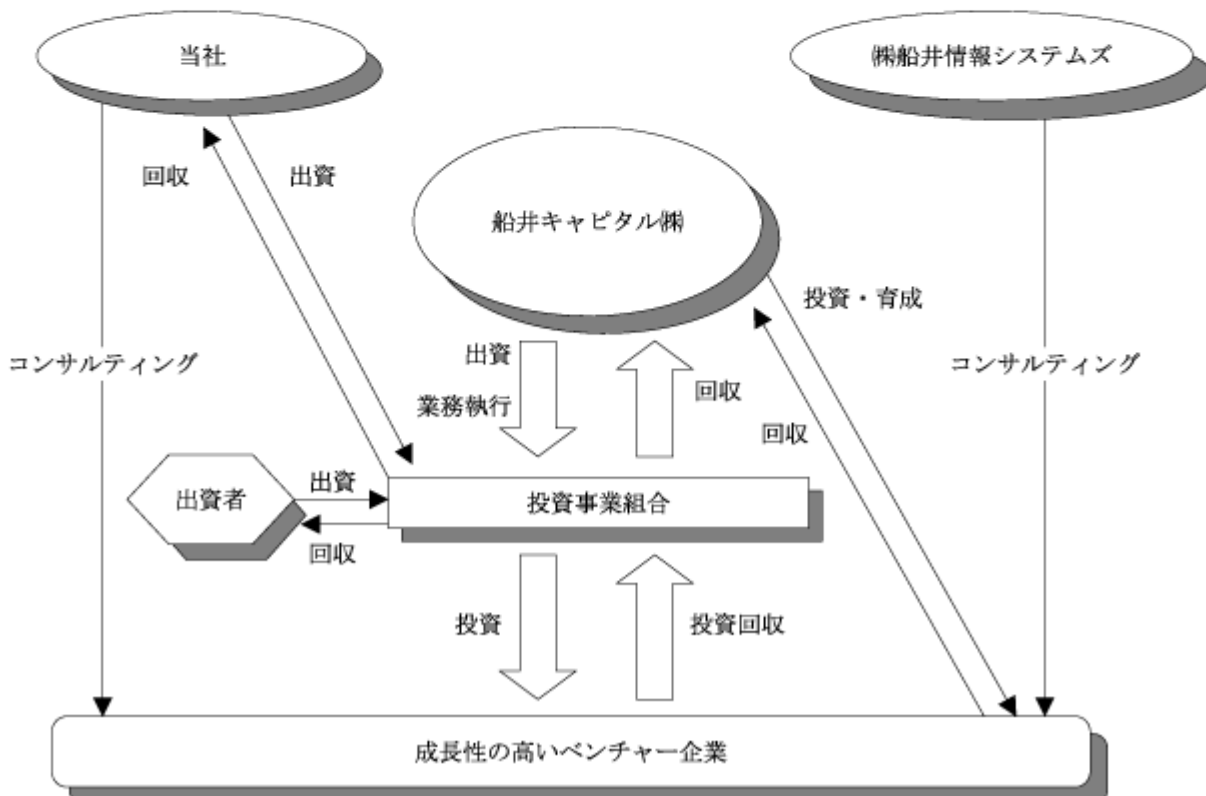 当社
㈱船井情報システムズ
回収
出資
船井キャピタル㈱
投資・育成
コンサルティング
出資
業務執行
回収
回収
コンサルティング
出資者
出資
回収
投資事業組合
投資
投資回収
成長性の高いベンチャー企業